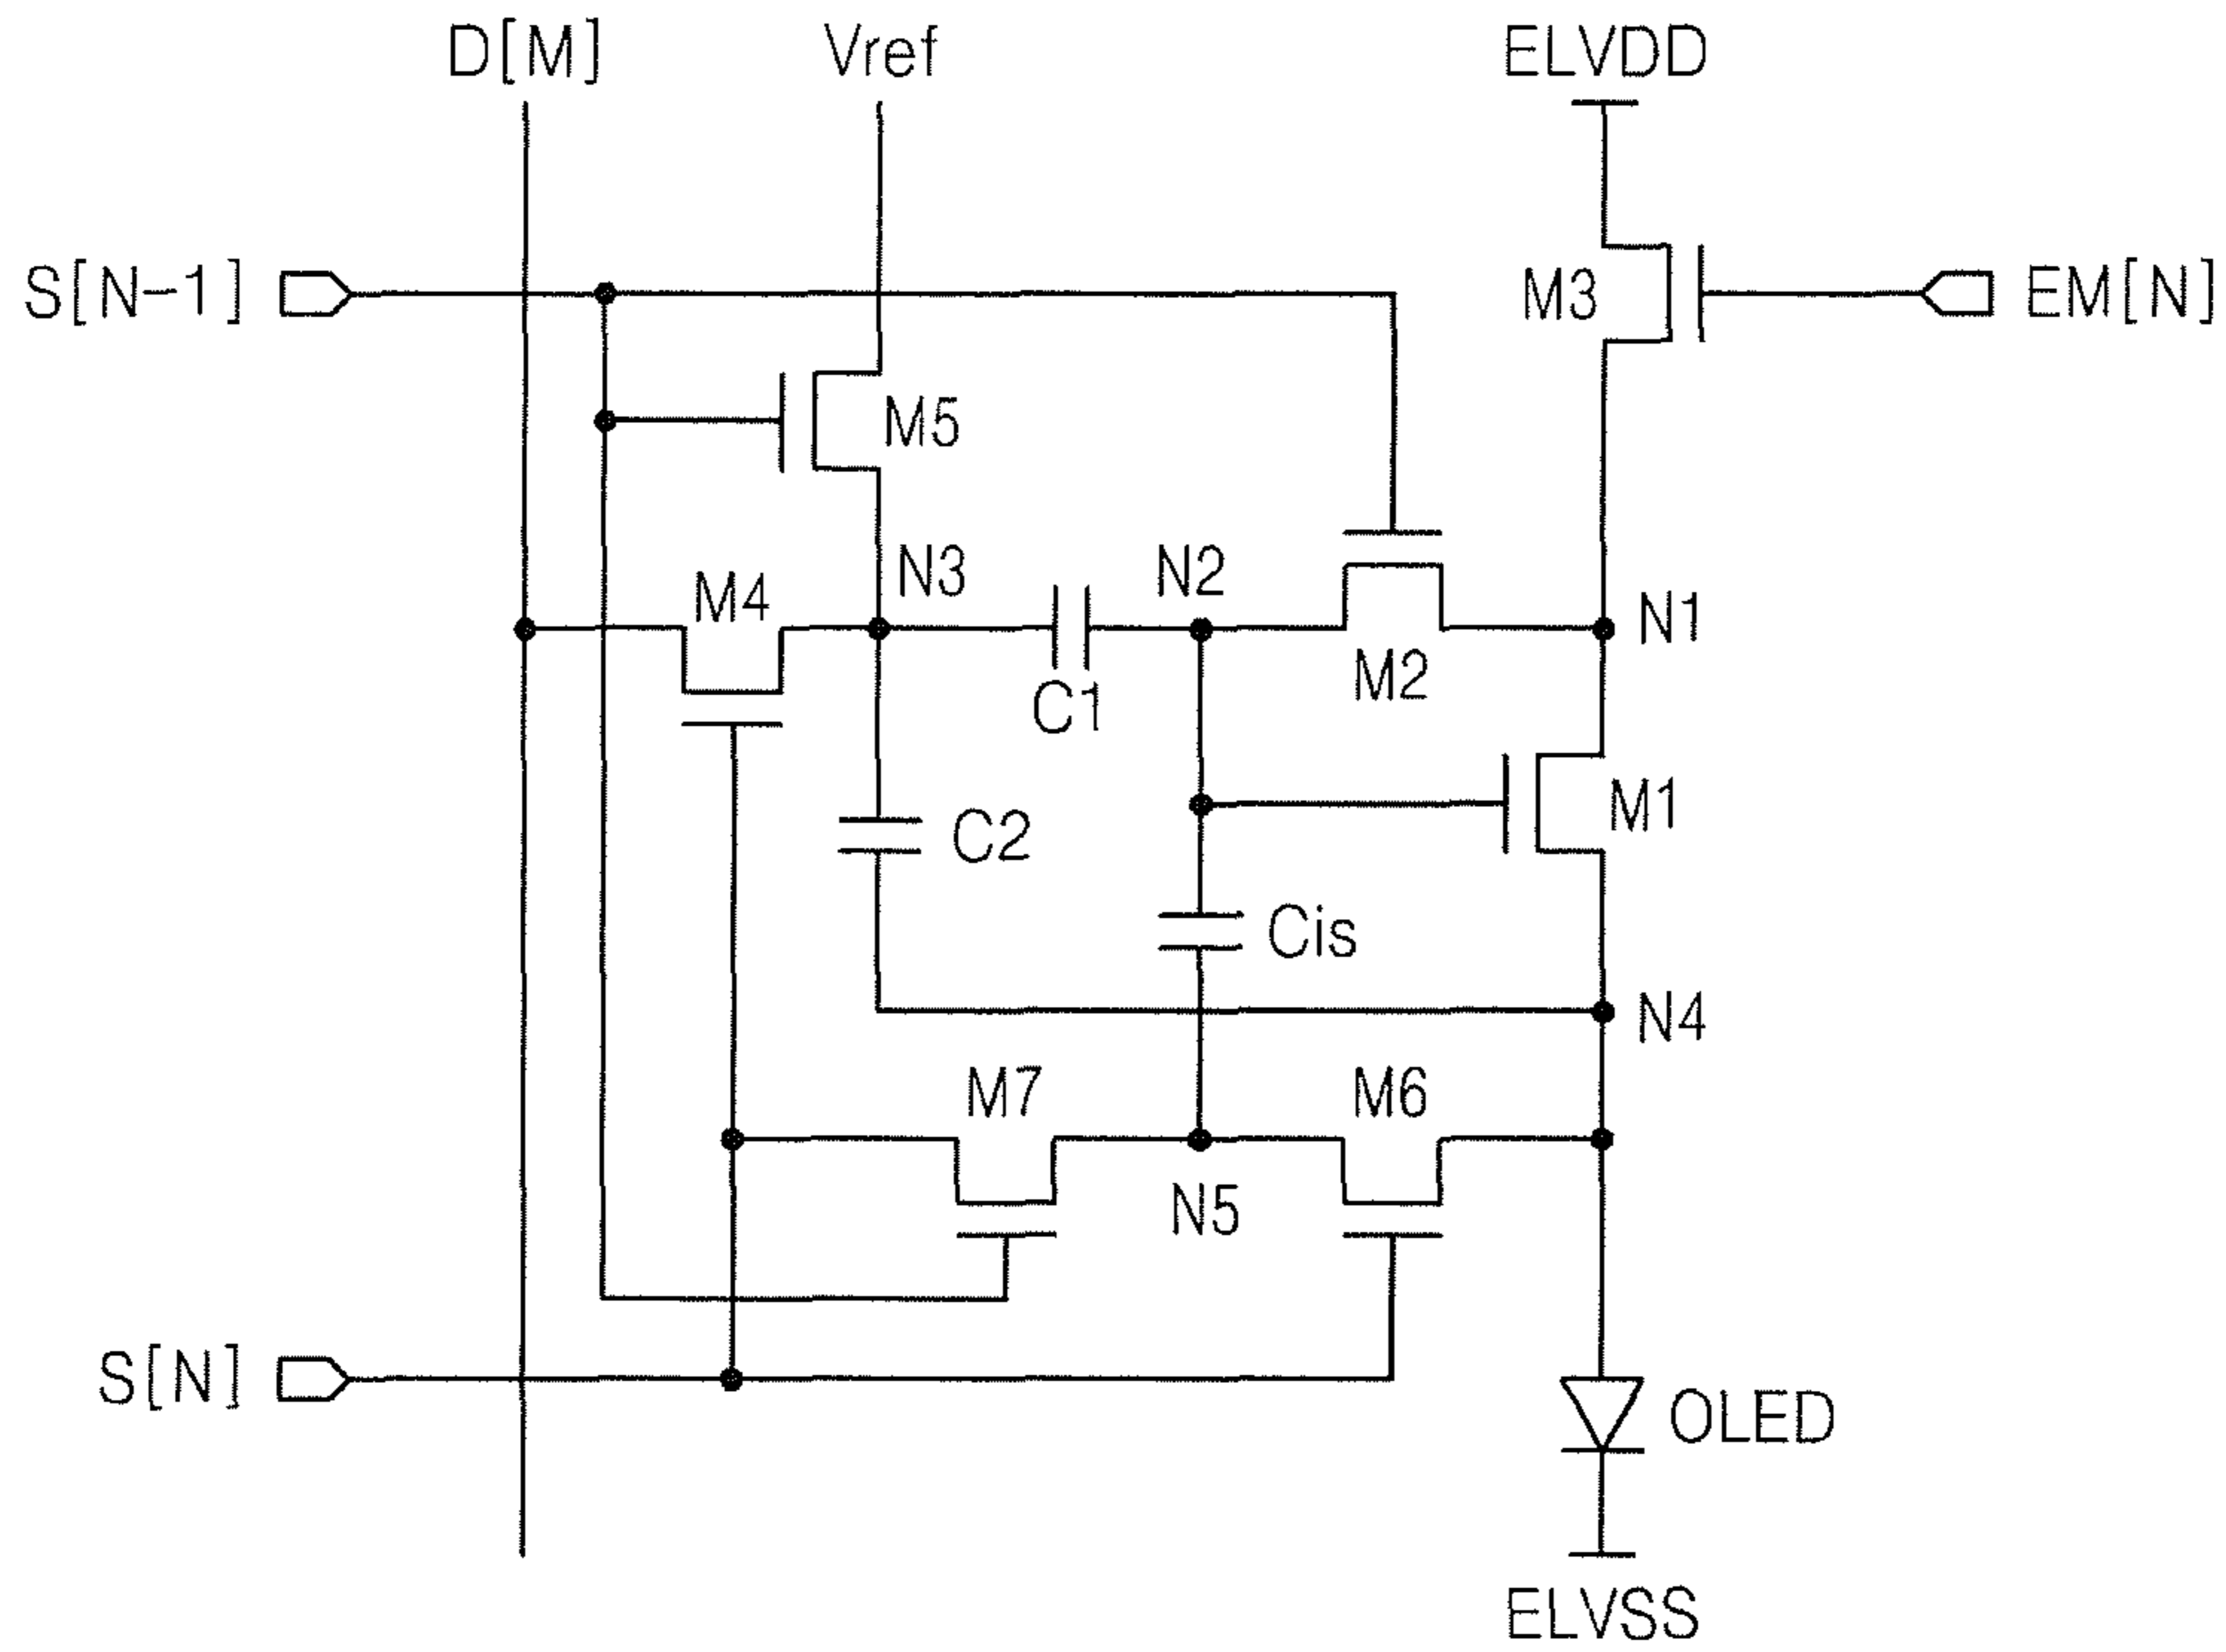 D[M] Vref ELVDD
S[N-1] M3 EM[N]
M5
M4 N3 N2 N1
C1 M2
C2 M1
Cis
N4
M7 M6
N5
S[N] OLED
ELVSS